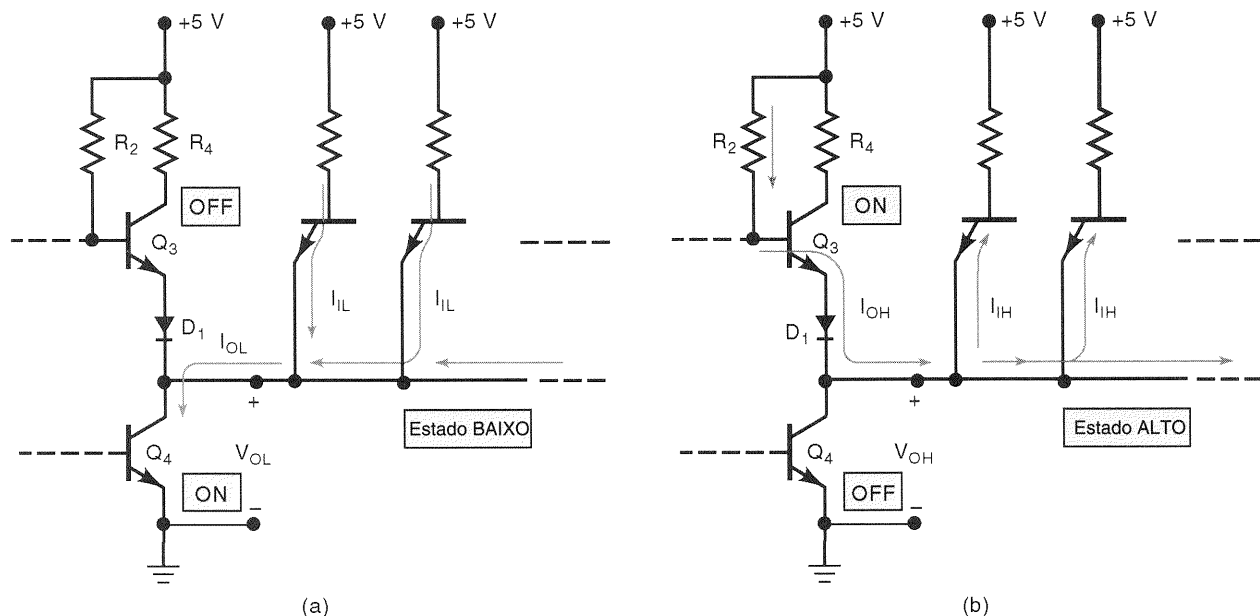 +5 V
+5 V
+5 V
R2
R4
OFF
Q3
D1
IOL
IIL
IIL
+
Estado BAIXO
Q4
VOL
ON
–
(a)
+5 V
+5 V
+5 V
R2
R4
ON
Q3
D1
IOH
IIH
IIH
+
Estado ALTO
Q4
VOH
OFF
–
(b)